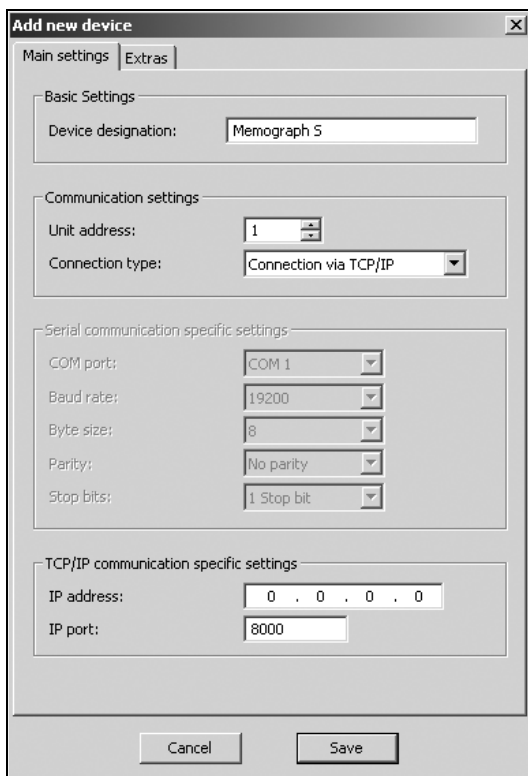 Add new device
Main settings Extras
Basic Settings
Device designation: Memograph S
Communication settings
Unit address: 1
Connection type: Connection via TCP/IP
Serial communication specific settings
COM port: COM 1
Baud rate: 19200
Byte size: 8
Parity: No parity
Stop bits: 1 Stop bit
TCP/IP communication specific settings
IP address: 0 . 0 . 0 . 0
IP port: 8000
Cancel Save